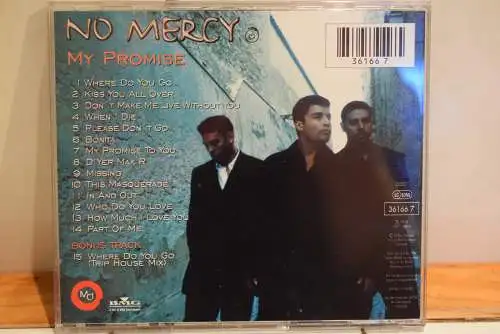 NO MERCY
MY PROMISE
36166 7
1 WHERE DO YOU GO
2 KISS YOU ALL OVER
3 DON'T MAKE ME LIVE WITHOUT YOU
4 WHEN I DIE
5 PLEASE DON'T GO
6 BONITA
7 MY PROMISE TO YOU
8 D'YER MAK'R
9 MISSING
10 THIS MASQUERADE
11 IN AND OUT
12 WHO DO YOU LOVE
13 HOW MUCH I LOVE YOU
14 PART OF ME
BONUS TRACK
15 WHERE DO YOU GO
(TRIP HOUSE MIX)
36166 7
MCI
BMG